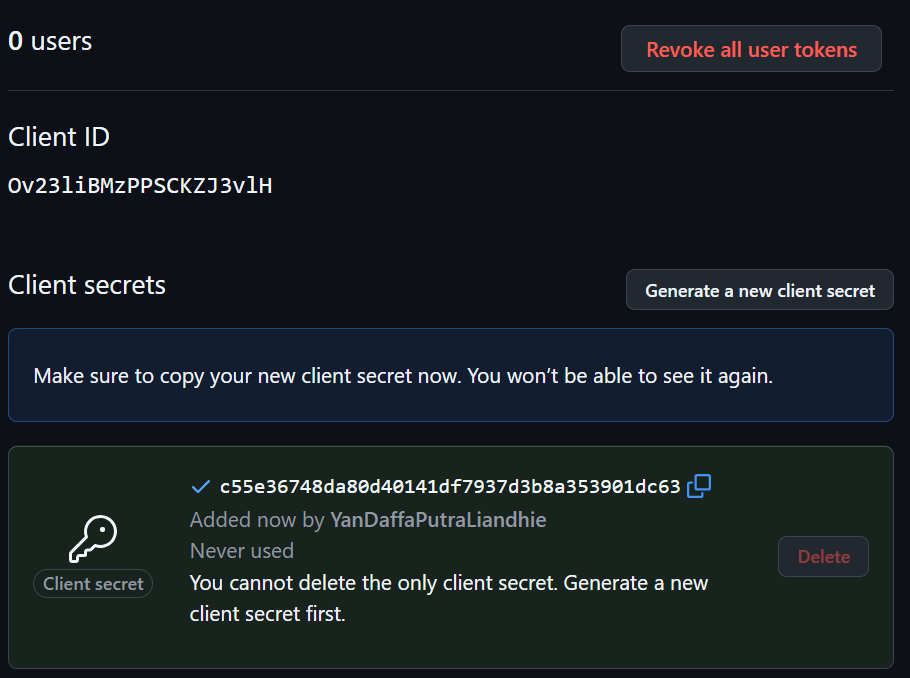 0 users
Revoke all user tokens
Client ID
Ov23liBMzPPSCKZJ3vlH
Client secrets
Generate a new client secret
Make sure to copy your new client secret now. You won’t be able to see it again.
c55e36748da80d40141df7937d3b8a353901dc63
Added now by YanDaffaPutraLiandhie
Never used
You cannot delete the only client secret. Generate a new
client secret first.
Client secret
Delete